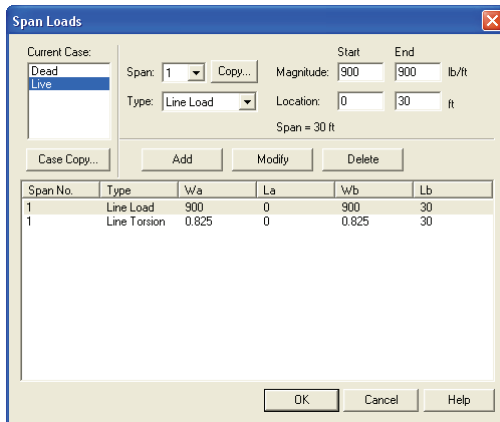 Span Loads
Current Case:
Dead
Live
Case Copy...
Start End
Span: 1 Copy... Magnitude: 900 900 lb/ft
Type: Line Load Location: 0 30 ft
Span = 30 ft
Add Modify Delete
Span No. Type Wa La Wb Lb
1 Line Load 900 0 900 30
1 Line Torsion 0.825 0 0.825 30
OK Cancel Help